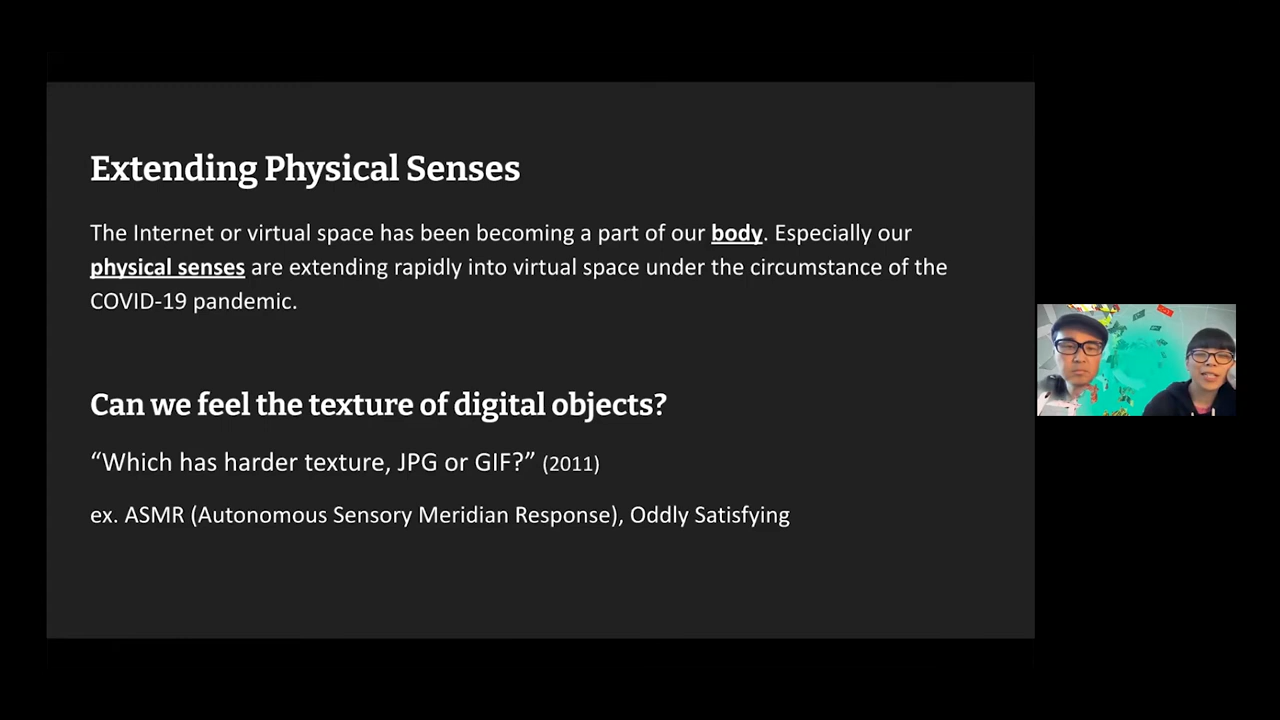 Extending Physical Senses
The Internet or virtual space has been becoming a part of our body. Especially our
physical senses are extending rapidly into virtual space under the circumstance of the
COVID-19 pandemic.
Can we feel the texture of digital objects?
“Which has harder texture, JPG or GIF?” (2011)
ex. ASMR (Autonomous Sensory Meridian Response), Oddly Satisfying